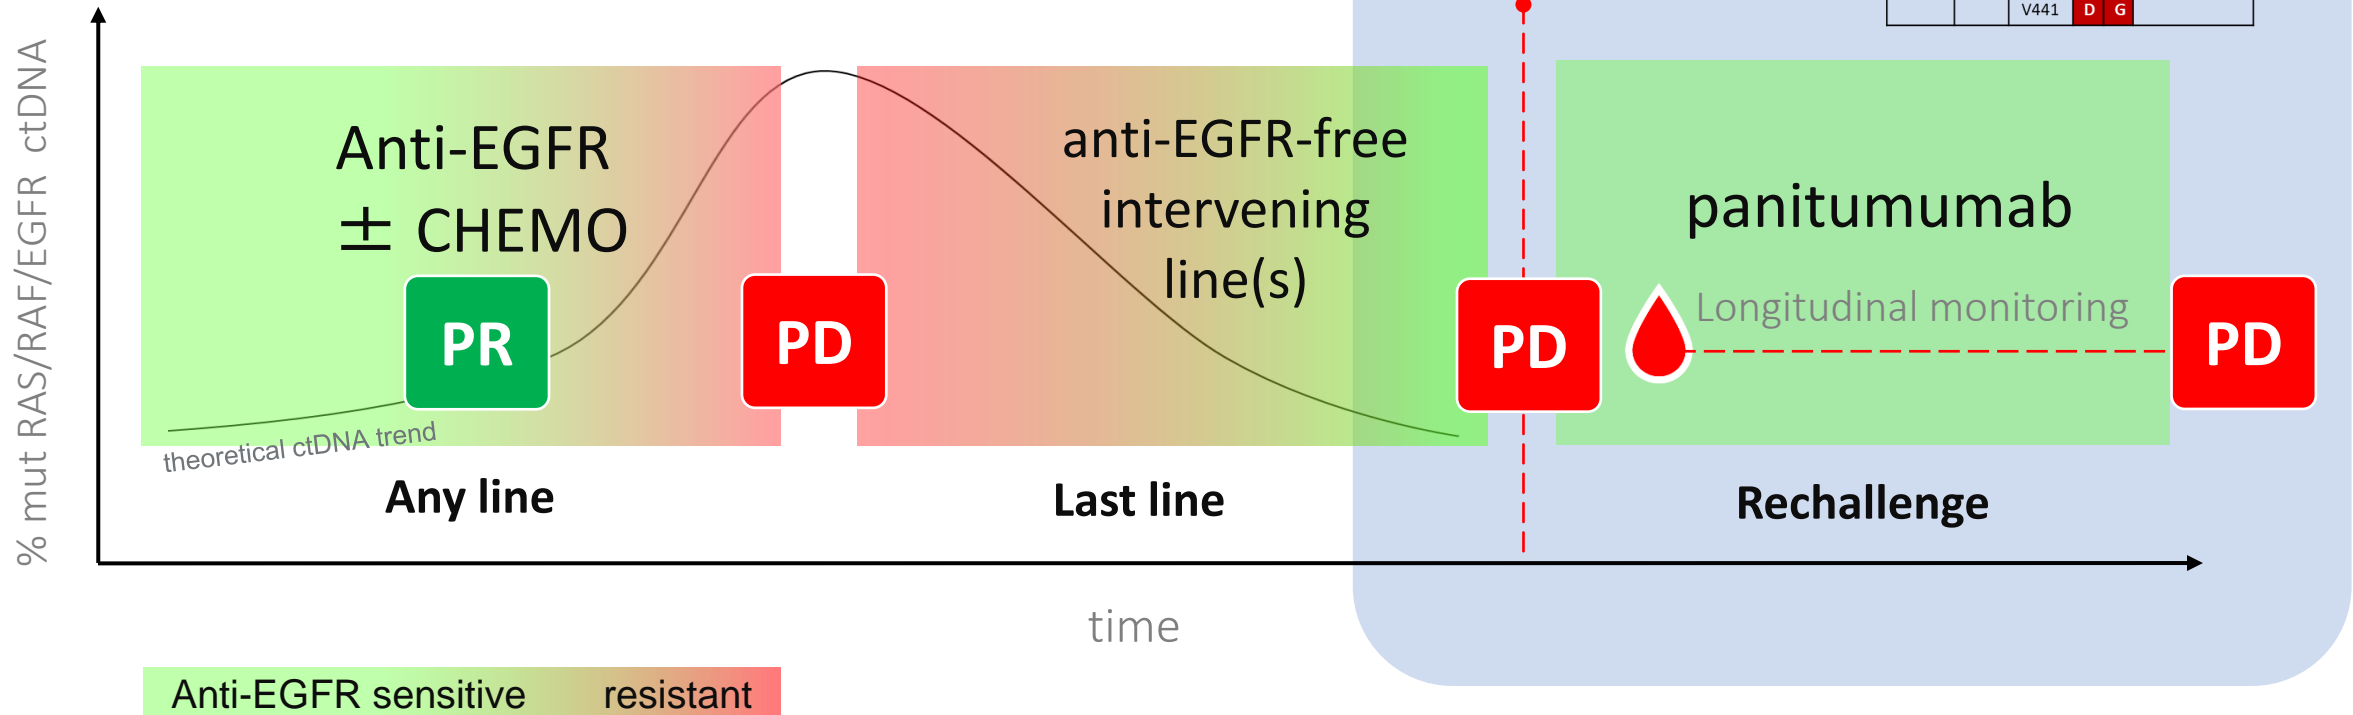 V441 D G
% mut RAS/RAF/EGFR ctDNA
Anti-EGFR
± CHEMO
PR
theoretical ctDNA trend
Any line
PD
anti-EGFR-free
intervening
line(s)
Last line
PD
panitumumab
Longitudinal monitoring
PD
Rechallenge
time
Anti-EGFR sensitive resistant